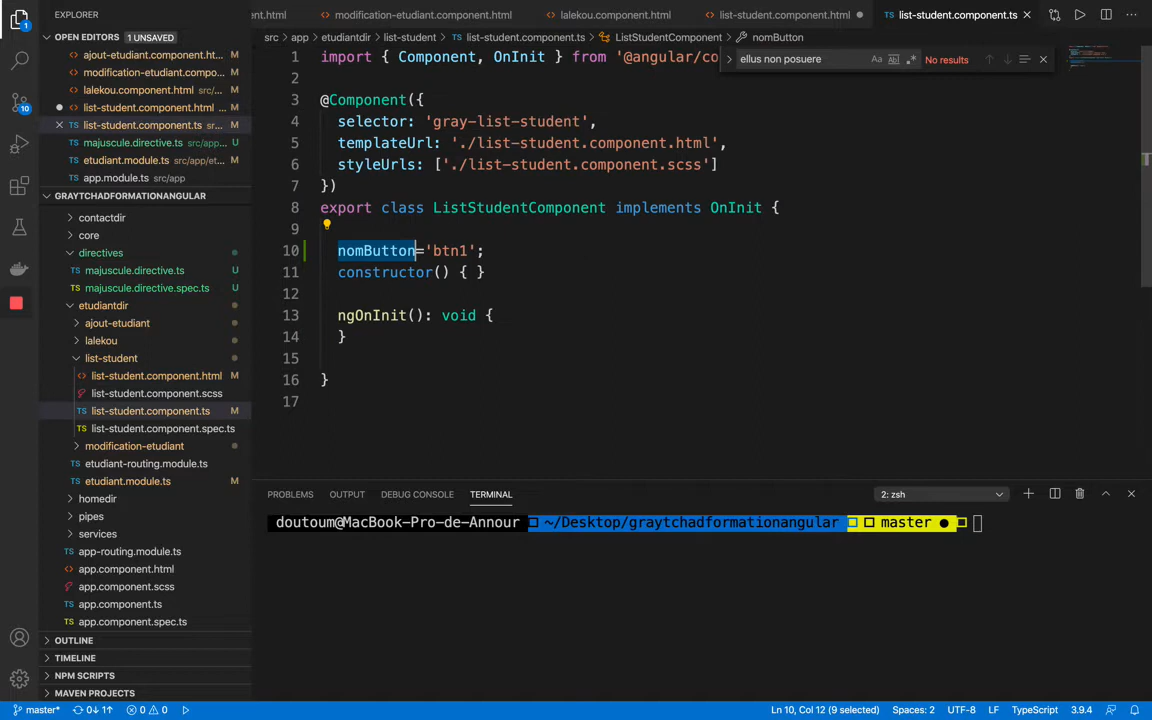 EXPLORER
OPEN EDITORS 1 UNSAVED
ajout-etudiant.component.ht...
modification-etudiant.compo...
lalekou.component.html src/...
list-student.component.html ...
list-student.component.ts sr... M
majuscule.directive.ts src/app... U
etudiant.module.ts src/app/et... M
app.module.ts src/app
GRAYTCHADFORMATIONANGULAR
contactdir
core
directives
majuscule.directive.ts U
majuscule.directive.spec.ts U
etudiantdir
ajout-etudiant
lalekou
list-student
list-student.component.html M
list-student.component.scss
list-student.component.ts M
list-student.component.spec.ts
modification-etudiant
etudiant-routing.module.ts
etudiant.module.ts M
homedir
pipes
services
app-routing.module.ts
app.component.html
app.component.scss
app.component.ts
app.component.spec.ts
OUTLINE
TIMELINE
NPM SCRIPTS
MAVEN PROJECTS
10
ent.html
modification-etudiant.component.html
lalekou.component.html
list-student.component.html
list-student.component.ts
src > app > etudiantdir > list-student > TS list-student.component.ts > ListStudentComponent > nomButton
ellus non posuere Aa Abl .* No results
1 import { Component, OnInit } from '@angular/co
2
3 @Component({
4 selector: 'gray-list-student',
5 templateUrl: './list-student.component.html',
6 styleUrls: ['./list-student.component.scss']
7 })
8 export class ListStudentComponent implements OnInit {
9
10 nomButton='btn1';
11 constructor() { }
12
13 ngOnInit(): void {
14 }
15
16 }
17
PROBLEMS OUTPUT DEBUG CONSOLE TERMINAL 2: zsh
doutoum@MacBook-Pro-de-Annour ~/Desktop/graytchadformationangular master ●
master* 0↓ 1↑ 0 0 Ln 10, Col 12 (9 selected) Spaces: 2 UTF-8 LF TypeScript 3.9.4